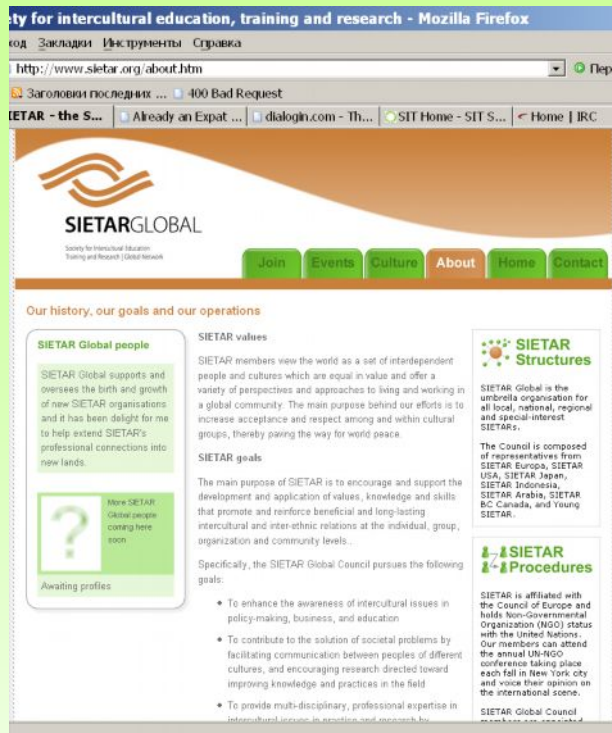 ty for intercultural education, training and research - Mozilla Firefox
ход Закладки Инструменты Справка
http://www.sietar.org/about.htm
Пер
Заголовки последних ... 400 Bad Request
IETAR - the S... Already an Expat ... dialogin.com - Th... SIT Home - SIT S... Home | IRC
SIETARGLOBAL
Society for Intercultural Education
Training and Research | Global Network
Join Events Culture About Home Contact
Our history, our goals and our operations
SIETAR Global people
SIETAR Global supports and
oversees the birth and growth
of new SIETAR organisations
and it has been delight for me
to help extend SIETAR's
professional connections into
new lands.
?
More SIETAR
Global people
coming here
soon
Awaiting profiles
SIETAR values
SIETAR members view the world as a set of interdependent
people and cultures which are equal in value and offer a
variety of perspectives and approaches to living and working in
a global community. The main purpose behind our efforts is to
increase acceptance and respect among and within cultural
groups, thereby paving the way for world peace.
SIETAR goals
The main purpose of SIETAR is to encourage and support the
development and application of values, knowledge and skills
that promote and reinforce beneficial and long-lasting
intercultural and inter-ethnic relations at the individual, group,
organization and community levels...
Specifically, the SIETAR Global Council pursues the following
goals:
• To enhance the awareness of intercultural issues in
policy-making, business, and education
• To contribute to the solution of societal problems by
facilitating communication between peoples of different
cultures, and encouraging research directed toward
improving knowledge and practices in the field
• To provide multi-disciplinary, professional expertise in
intercultural issues in practice and research by
SIETAR
Structures
SIETAR Global is the
umbrella organisation for
all local, national, regional
and special-interest
SIETARs.
The Council is composed
of representatives from
SIETAR Europa, SIETAR
USA, SIETAR Japan,
SIETAR Indonesia,
SIETAR Arabia, SIETAR
BC Canada, and Young
SIETAR.
SIETAR
Procedures
SIETAR is affiliated with
the Council of Europe and
holds Non-Governmental
Organization (NGO) status
with the United Nations.
Our members can attend
the annual UN-NGO
conference taking place
each fall in New York city
and voice their opinion on
the international scene.
SIETAR Global Council
members are appointed